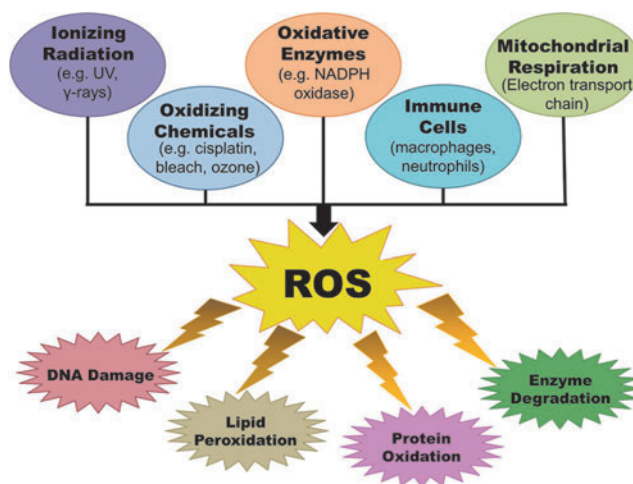 Ionizing
Radiation
(e.g. UV,
γ-rays)
Oxidizing
Chemicals
(e.g. cisplatin,
bleach, ozone)
Oxidative
Enzymes
(e.g. NADPH
oxidase)
Immune
Cells
(macrophages,
neutrophils)
Mitochondrial
Respiration
(Electron transport
chain)
ROS
DNA Damage
Lipid
Peroxidation
Protein
Oxidation
Enzyme
Degradation